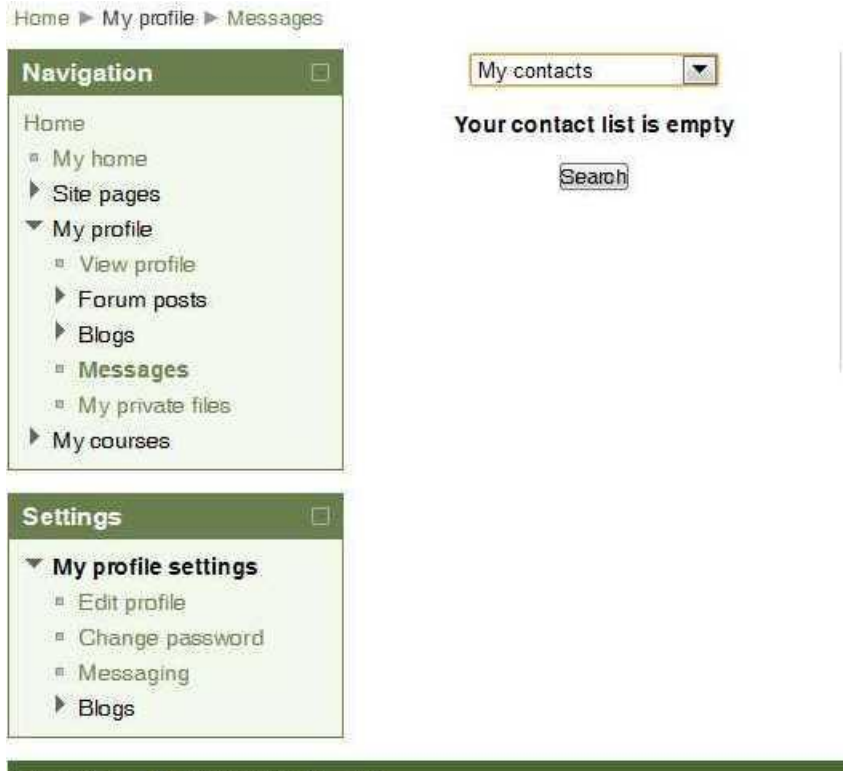 Home ▶ My profile ▶ Messages
Navigation
Home
My home
Site pages
My profile
View profile
Forum posts
Blogs
Messages
My private files
My courses
Settings
My profile settings
Edit profile
Change password
Messaging
Blogs
My contacts
Your contact list is empty
Search